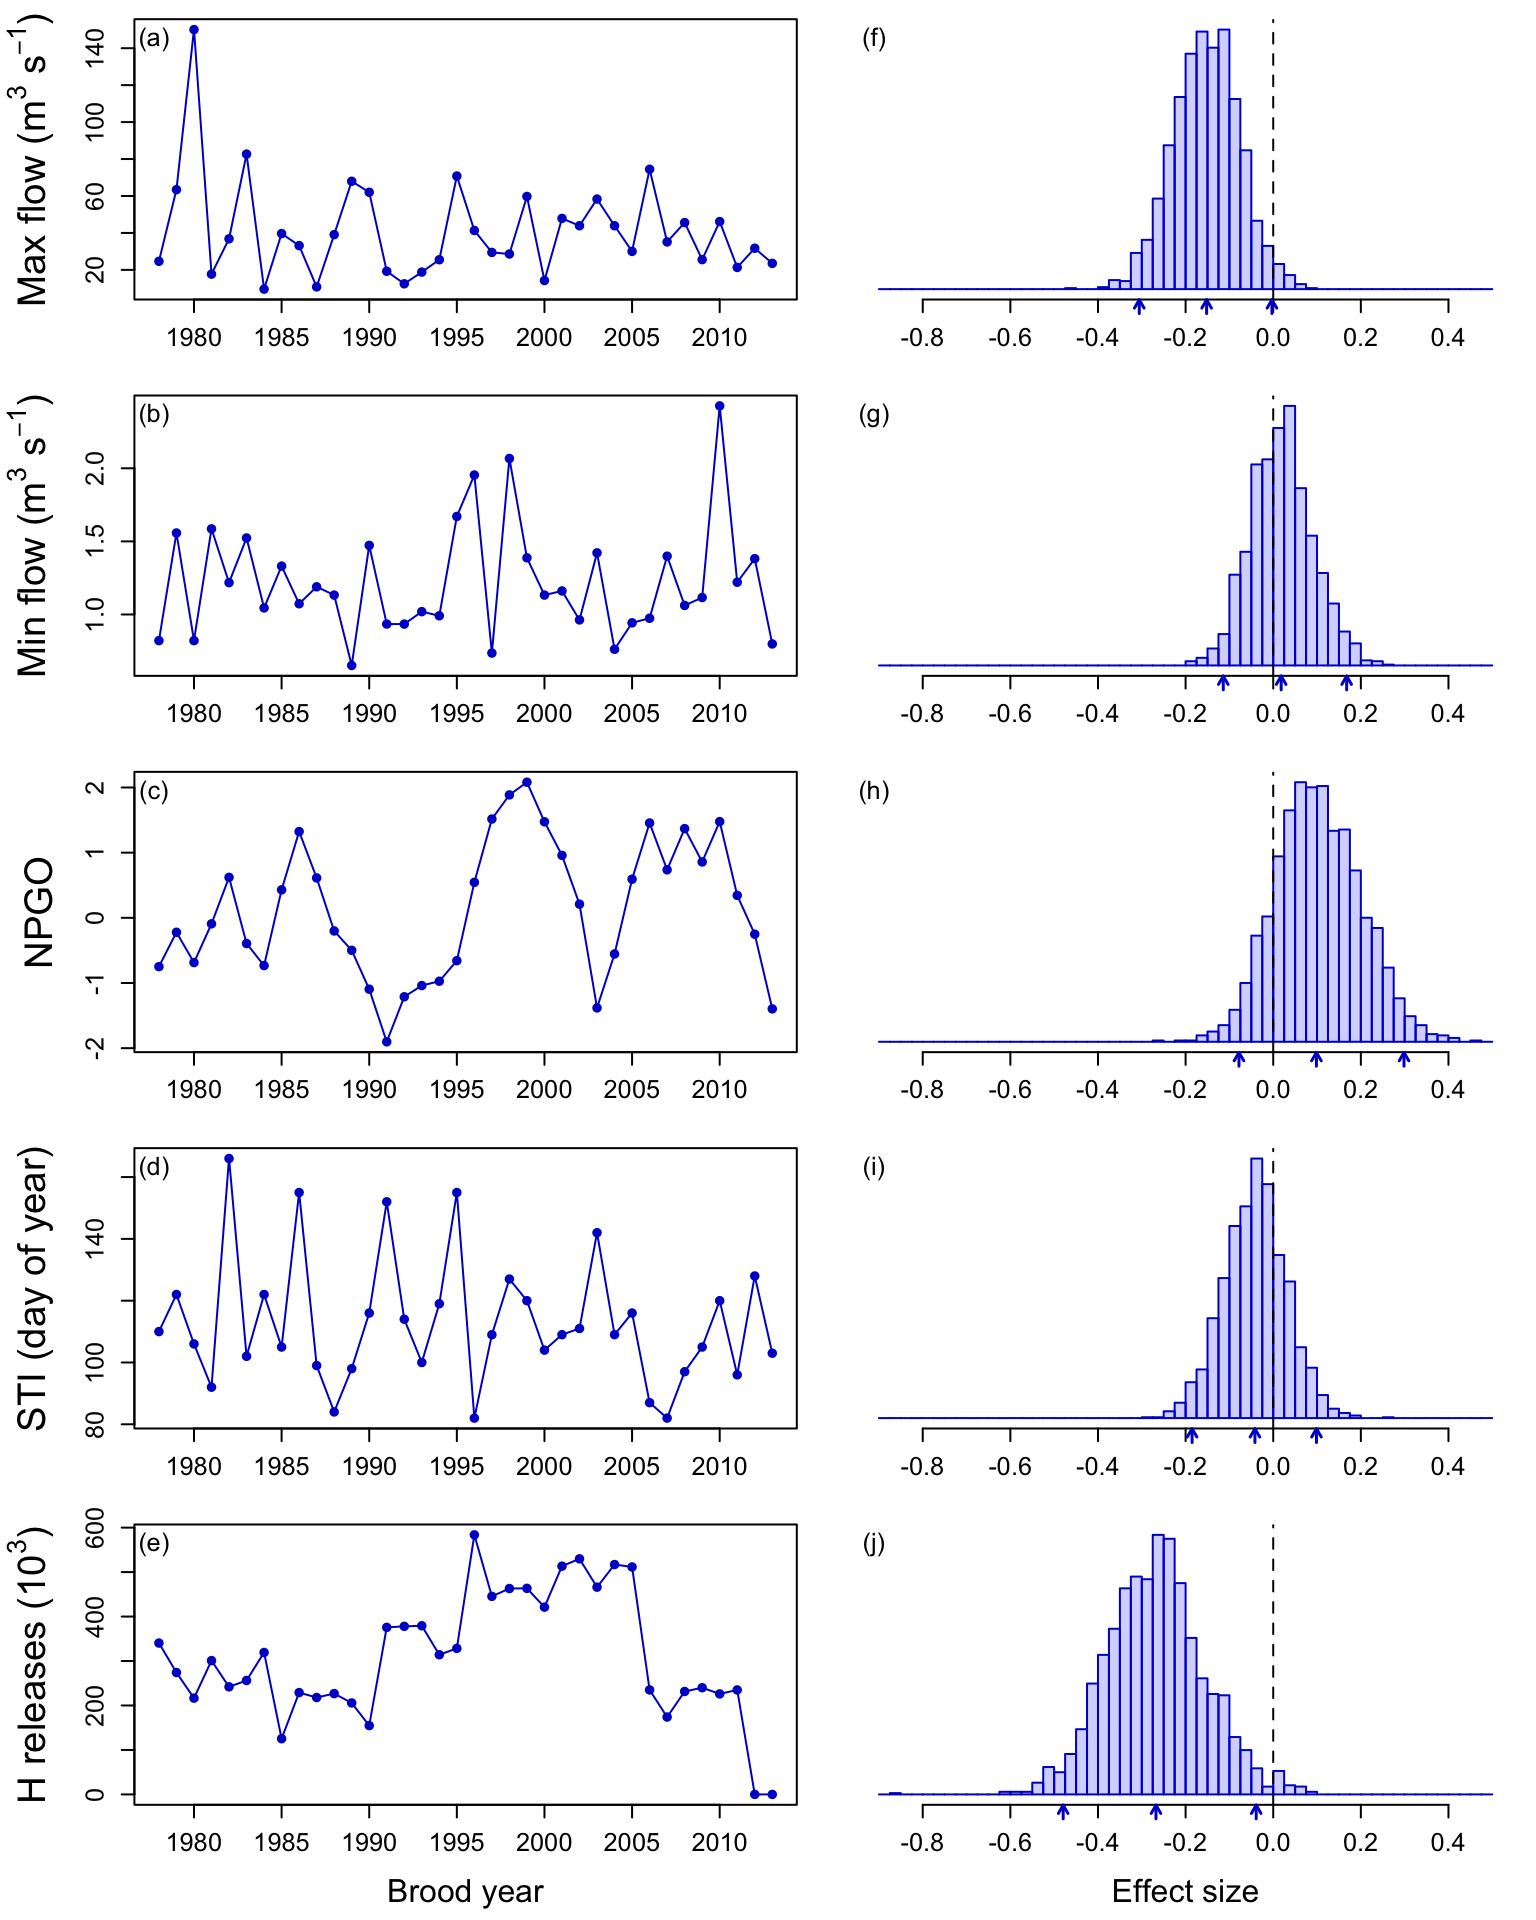 Max flow (m³ s⁻¹)
(a)
140
100
60
20
1980 1985 1990 1995 2000 2005 2010
(f)
-0.8 -0.6 -0.4 -0.2 0.0 0.2 0.4
Min flow (m³ s⁻¹)
(b)
2.0
1.5
1.0
1980 1985 1990 1995 2000 2005 2010
(g)
-0.8 -0.6 -0.4 -0.2 0.0 0.2 0.4
NPGO
(c)
2
1
0
-1
-2
1980 1985 1990 1995 2000 2005 2010
(h)
-0.8 -0.6 -0.4 -0.2 0.0 0.2 0.4
STI (day of year)
(d)
140
100
80
1980 1985 1990 1995 2000 2005 2010
(i)
-0.8 -0.6 -0.4 -0.2 0.0 0.2 0.4
H releases (10³)
(e)
600
400
200
0
1980 1985 1990 1995 2000 2005 2010
Brood year
(j)
-0.8 -0.6 -0.4 -0.2 0.0 0.2 0.4
Effect size